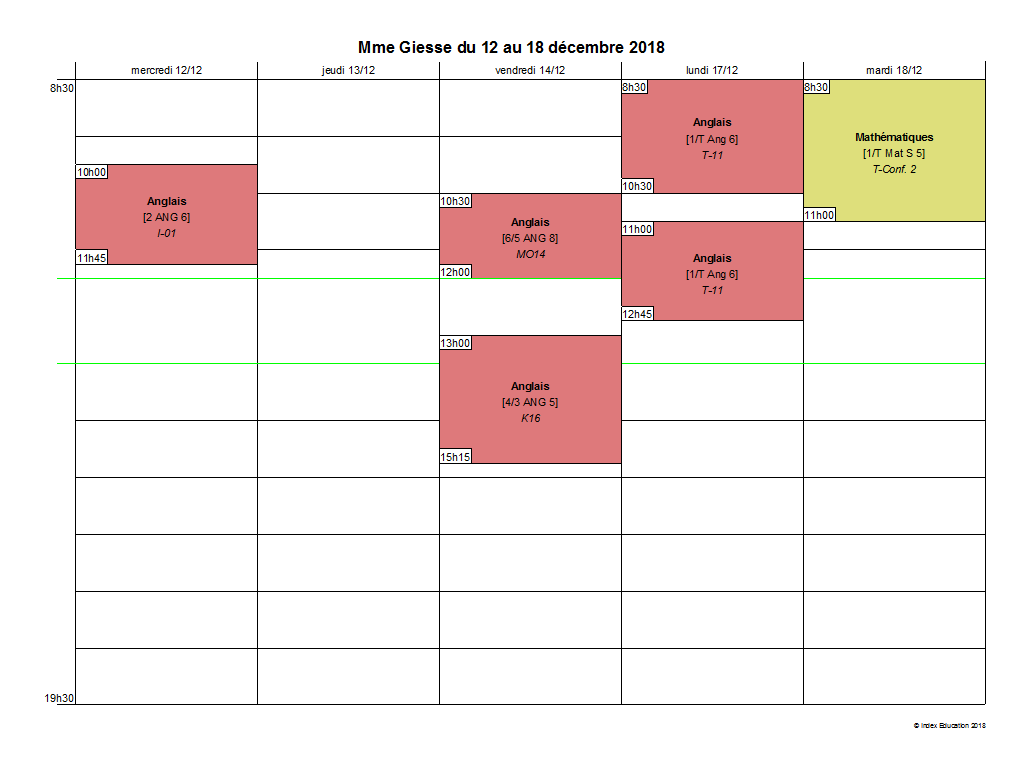 Mme Giesse du 12 au 18 décembre 2018
mercredi 12/12
jeudi 13/12
vendredi 14/12
lundi 17/12
mardi 18/12
8h30
10h00
Anglais
[2 ANG 6]
I-01
11h45
10h30
Anglais
[6/5 ANG 8]
MO14
12h00
13h00
Anglais
[4/3 ANG 5]
K16
15h15
8h30
Anglais
[1/T Ang 6]
T-11
10h30
11h00
Anglais
[1/T Ang 6]
T-11
12h45
8h30
Mathématiques
[1/T Mat S 5]
T-Conf. 2
11h00
19h30
© Index Education 2018